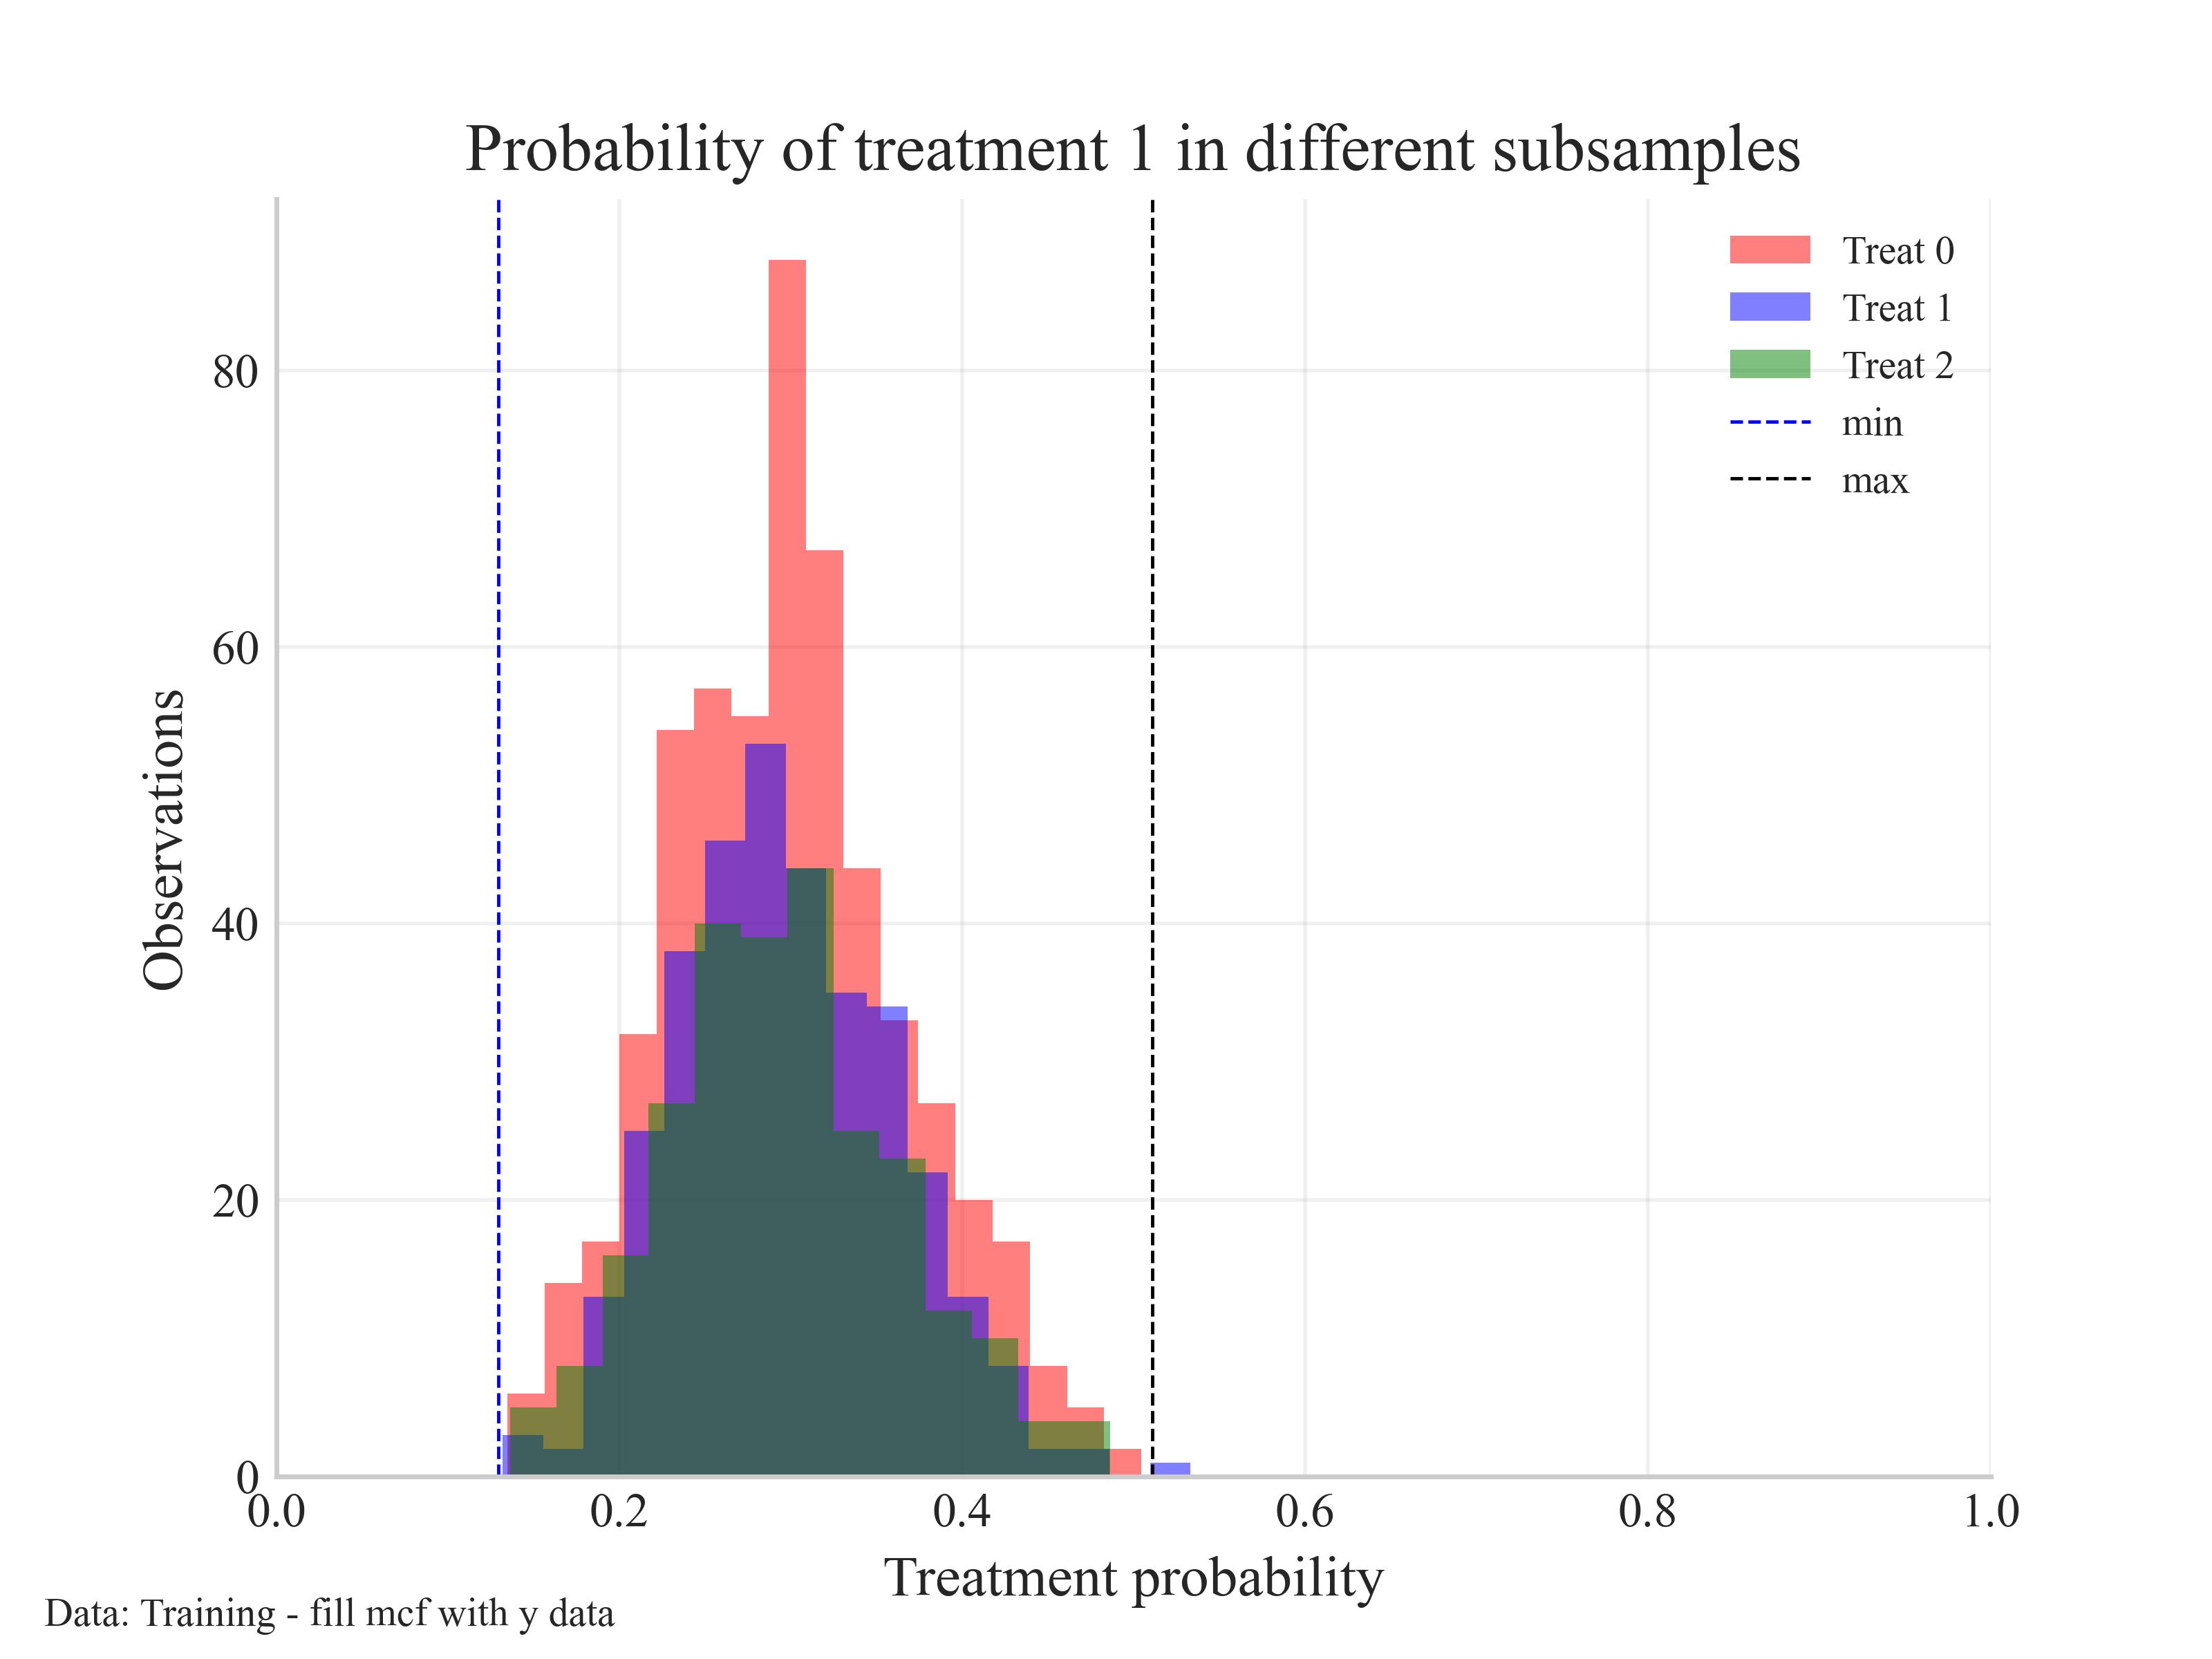 Probability of treatment 1 in different subsamples
Treat 0
Treat 1
Treat 2
min
max
80
60
40
20
0
Observations
0.0 0.2 0.4 0.6 0.8 1.0
Treatment probability
Data: Training - fill mcf with y data